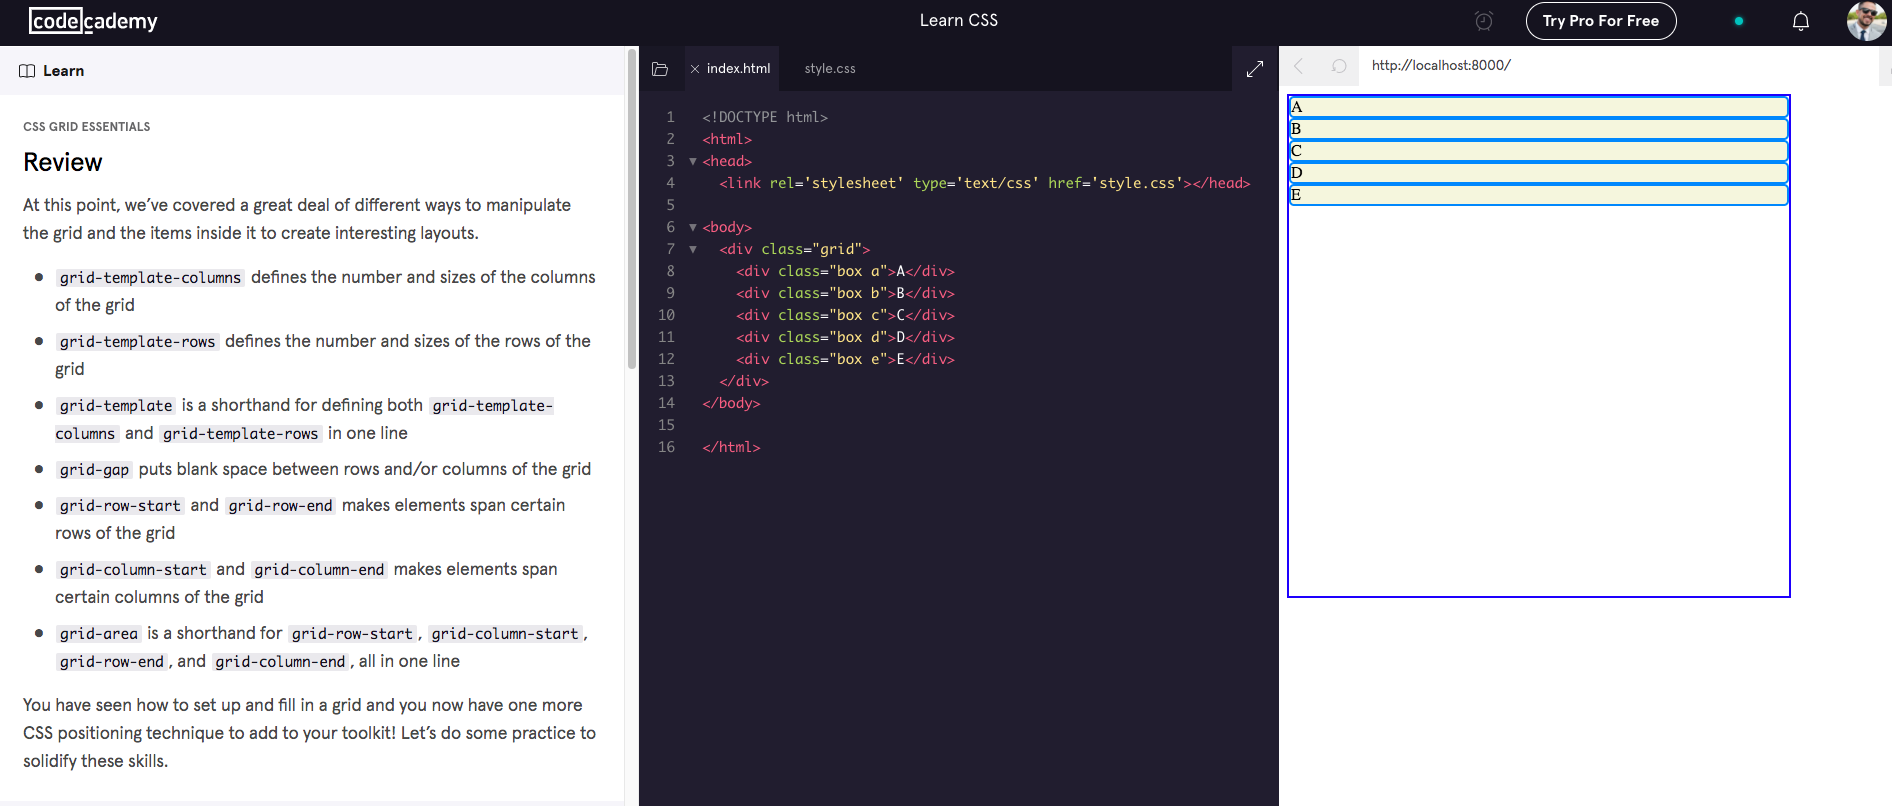 codecademy
Learn CSS
Try Pro For Free
Learn
CSS GRID ESSENTIALS
Review
At this point, we’ve covered a great deal of different ways to manipulate
the grid and the items inside it to create interesting layouts.
grid-template-columns defines the number and sizes of the columns
of the grid
grid-template-rows defines the number and sizes of the rows of the
grid
grid-template is a shorthand for defining both grid-template-
columns and grid-template-rows in one line
grid-gap puts blank space between rows and/or columns of the grid
grid-row-start and grid-row-end makes elements span certain
rows of the grid
grid-column-start and grid-column-end makes elements span
certain columns of the grid
grid-area is a shorthand for grid-row-start, grid-column-start,
grid-row-end, and grid-column-end, all in one line
You have seen how to set up and fill in a grid and you now have one more
CSS positioning technique to add to your toolkit! Let’s do some practice to
solidify these skills.
index.html style.css
1 <!DOCTYPE html>
2 <html>
3 <head>
4 <link rel='stylesheet' type='text/css' href='style.css'></head>
5
6 <body>
7 <div class="grid">
8 <div class="box a">A</div>
9 <div class="box b">B</div>
10 <div class="box c">C</div>
11 <div class="box d">D</div>
12 <div class="box e">E</div>
13 </div>
14 </body>
15
16 </html>
http://localhost:8000/
A
B
C
D
E